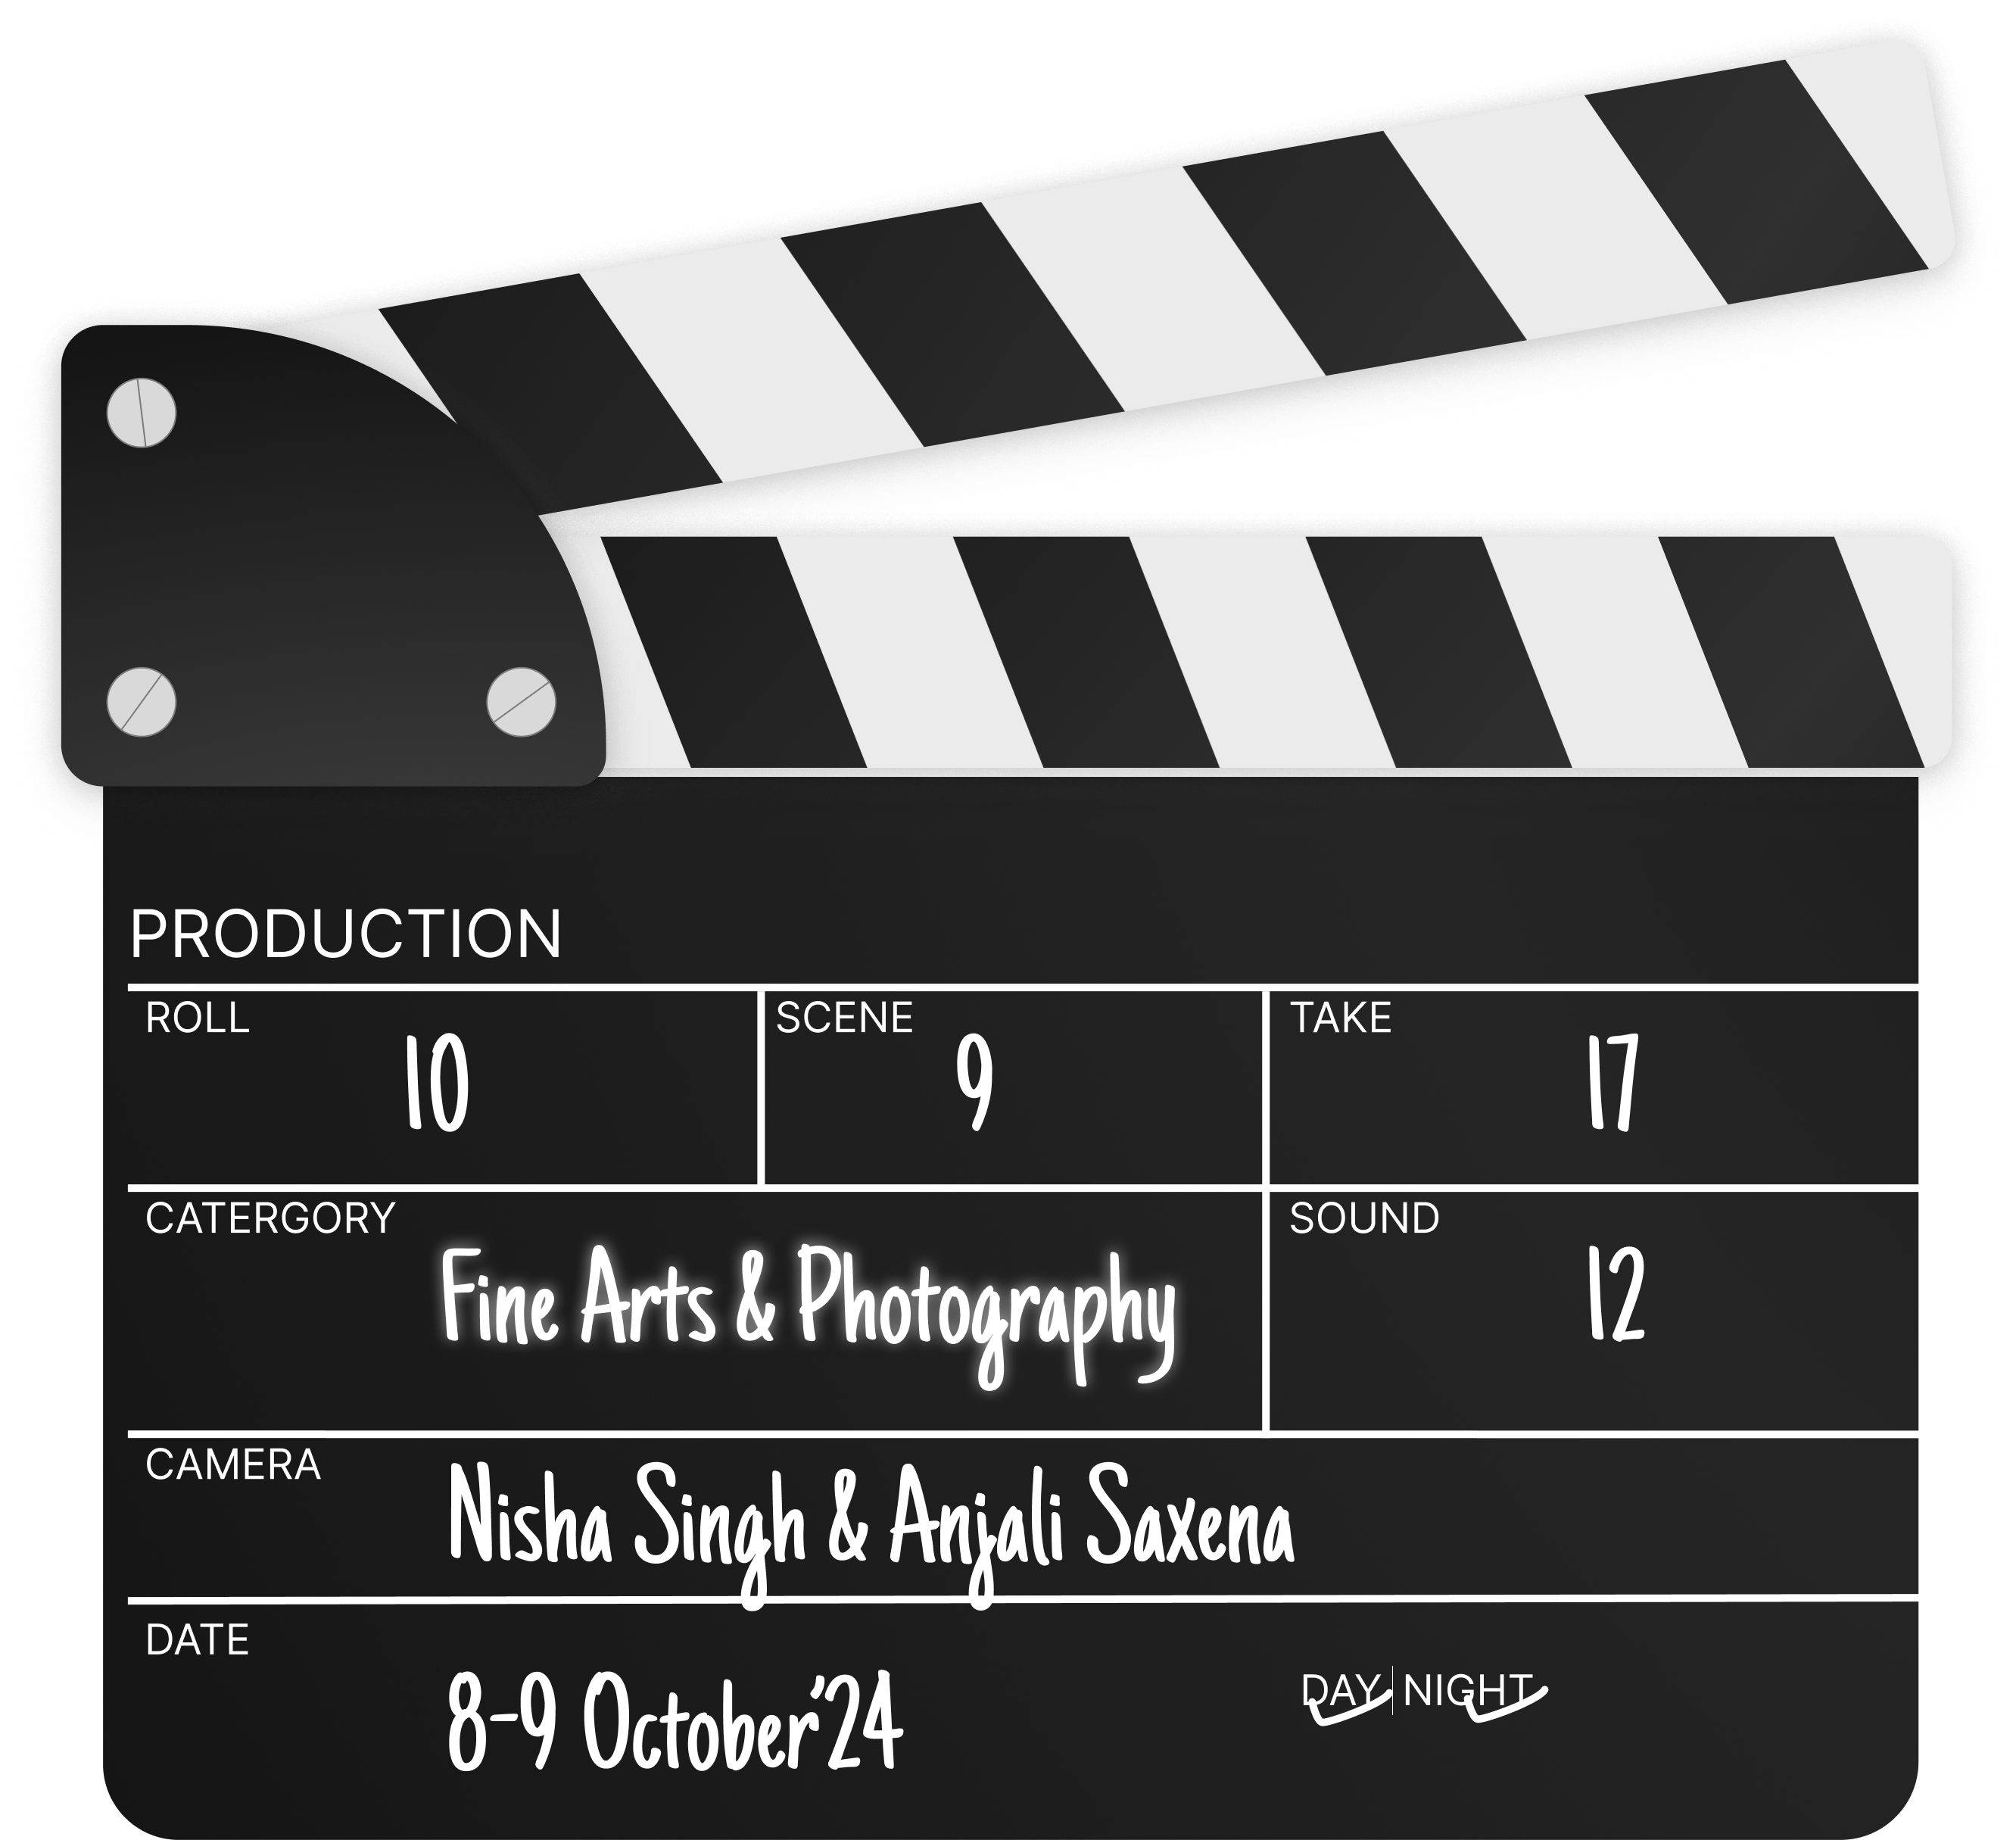 PRODUCTION
ROLL SCENE TAKE
10 9 17
CATERGORY SOUND
Fine Arts & Photography 12
CAMERA
Nisha Singh & Anjali Saxena
DATE
8-9 October'24 DAY NIGHT